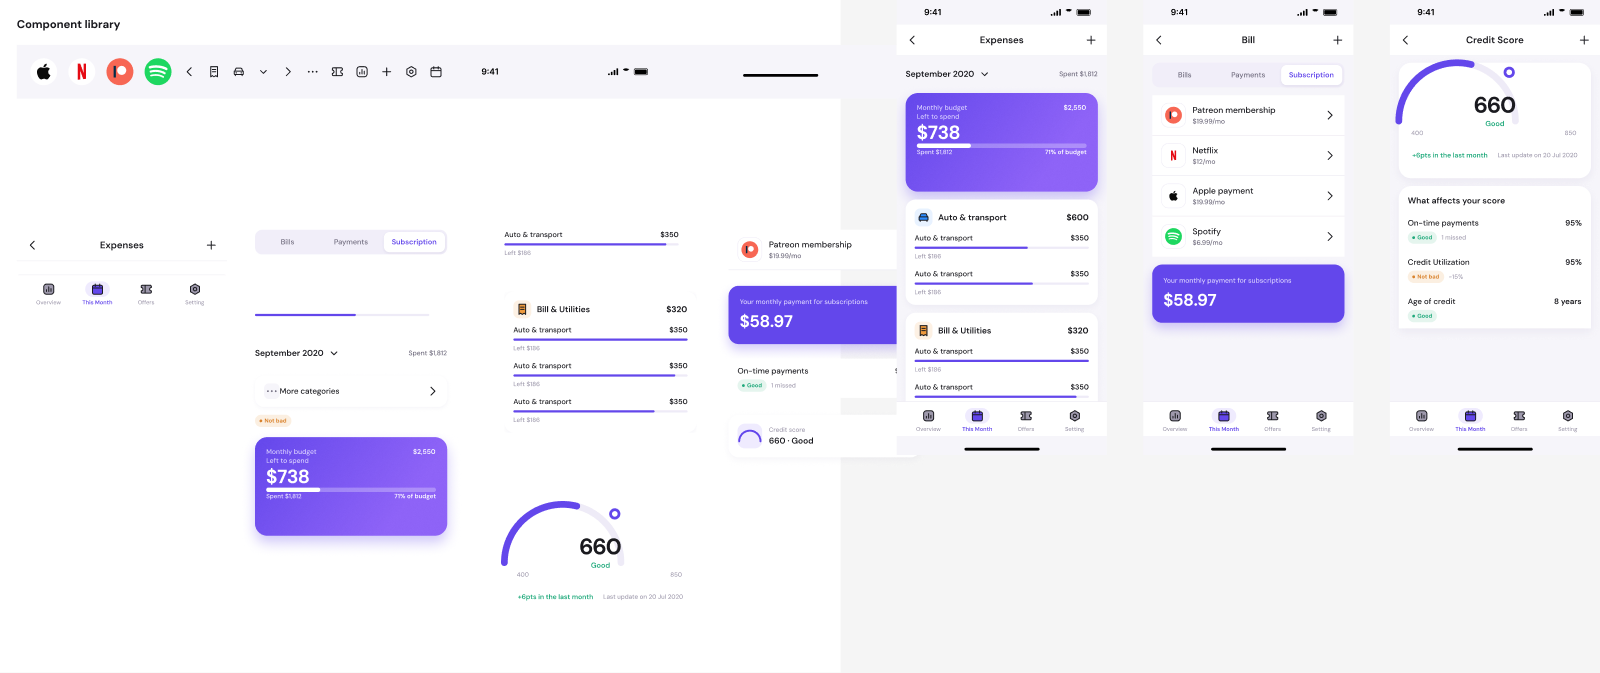 Component library
9:41
Expenses
Overview
This Month
Offers
Setting
Bills
Payments
Subscription
September 2020
Spent $1,812
More categories
Not bad
Monthly budget
$2,550
Left to spend
$738
Spent $1,812
71% of budget
Auto & transport
$350
Left $186
Bill & Utilities
$320
Auto & transport
$350
Left $186
Auto & transport
$350
Left $186
Auto & transport
$350
Left $186
660
Good
400
850
+6pts in the last month
Last update on 20 Jul 2020
Patreon membership
$19.99/mo
Your monthly payment for subscriptions
$58.97
On-time payments
Good
1 missed
Credit score
660 · Good
9:41
Expenses
September 2020
Spent $1,812
Monthly budget
$2,550
Left to spend
$738
Spent $1,812
71% of budget
Auto & transport
$600
Auto & transport
$350
Left $186
Auto & transport
$350
Left $186
Bill & Utilities
$320
Auto & transport
$350
Left $186
Auto & transport
$350
Overview
This Month
Offers
Setting
9:41
Bill
Bills
Payments
Subscription
Patreon membership
$19.99/mo
Netflix
$12/mo
Apple payment
$19.99/mo
Spotify
$6.99/mo
Your monthly payment for subscriptions
$58.97
Overview
This Month
Offers
Setting
9:41
Credit Score
660
Good
400
850
+6pts in the last month
Last update on 20 Jul 2020
What affects your score
On-time payments
95%
Good
1 missed
Credit Utilization
95%
Not bad
~15%
Age of credit
8 years
Good
Overview
This Month
Offers
Setting